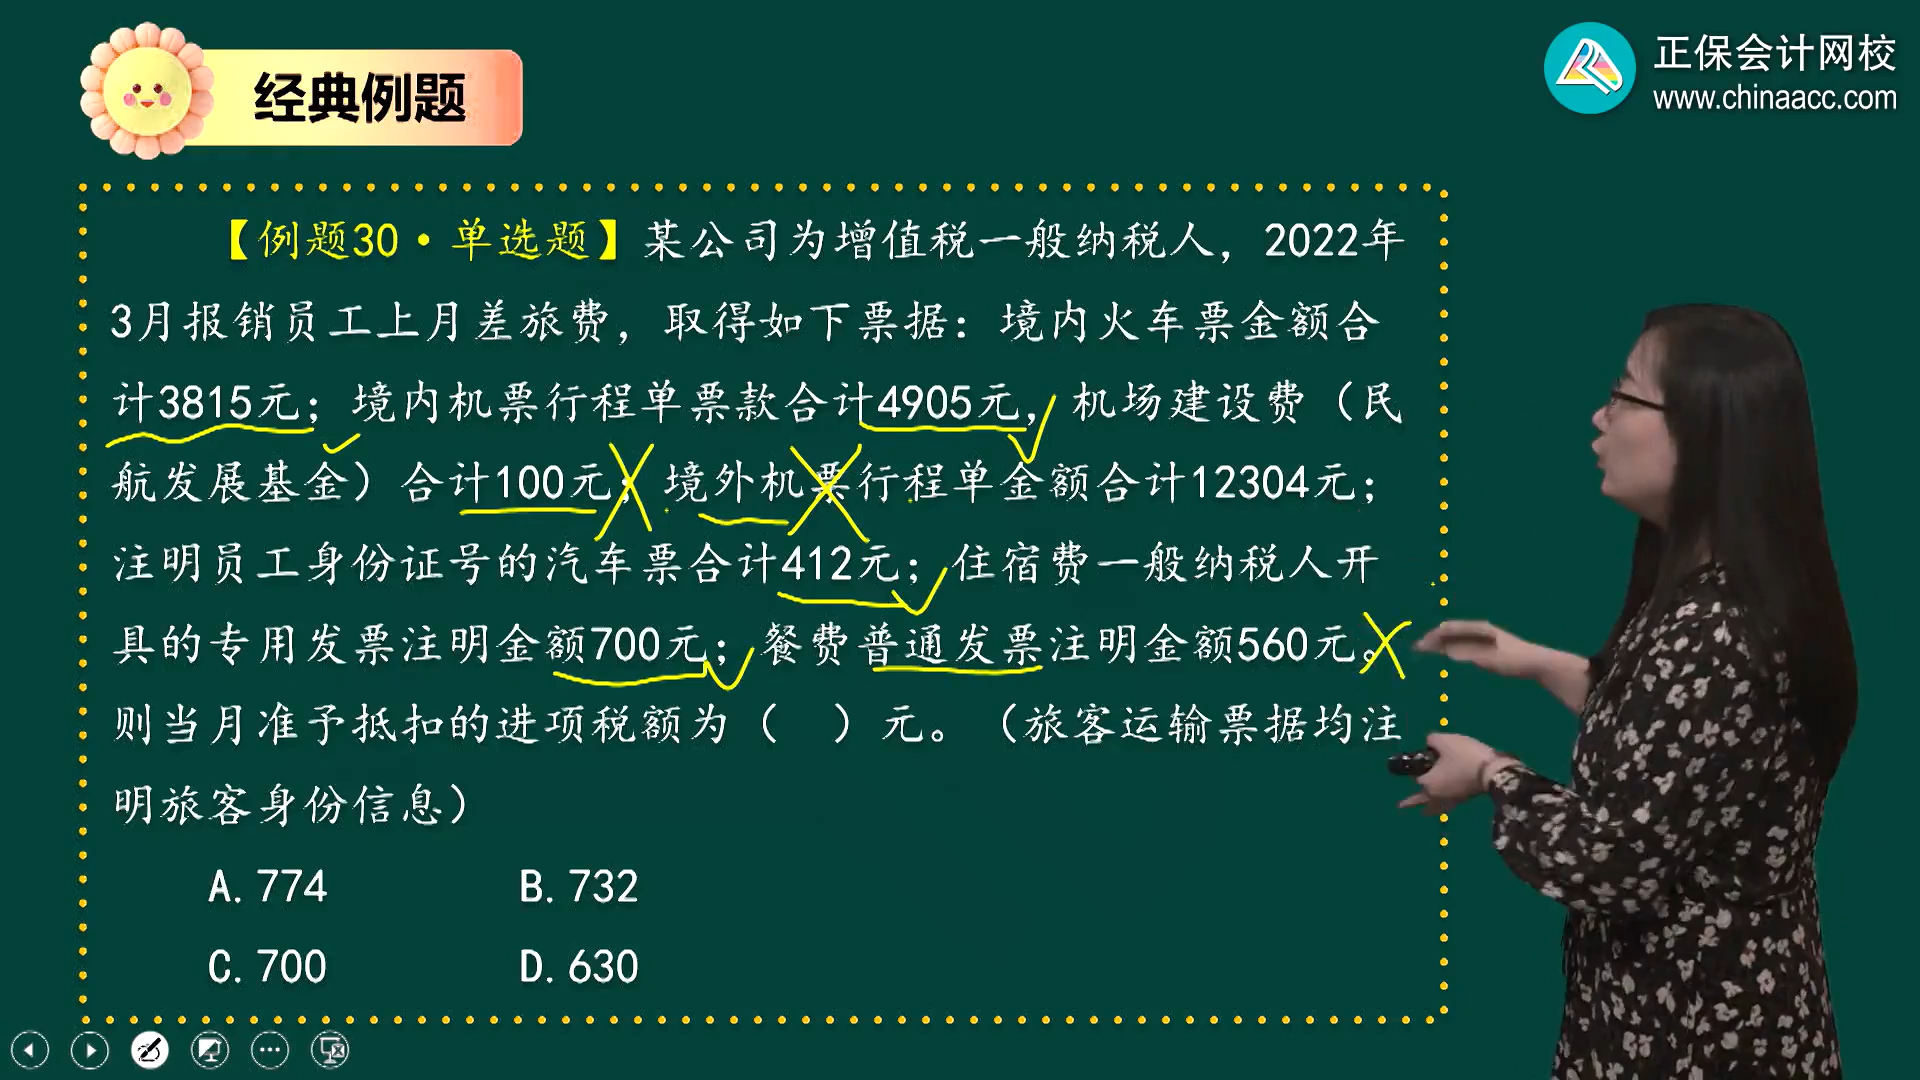 经典例题
正保会计网校
www.chinaacc.com
【例题30·单选题】某公司为增值税一般纳税人，2022年
3月报销员工上月差旅费，取得如下票据：境内火车票金额合
计3815元；境内机票行程单票款合计4905元，机场建设费（民
航发展基金）合计100元；境外机票行程单金额合计12304元；
注明员工身份证号的汽车票合计412元；住宿费一般纳税人开
具的专用发票注明金额700元；餐费普通发票注明金额560元。
则当月准予抵扣的进项税额为（ ）元。（旅客运输票据均注
明旅客身份信息）
A. 774 B. 732
C. 700 D. 630